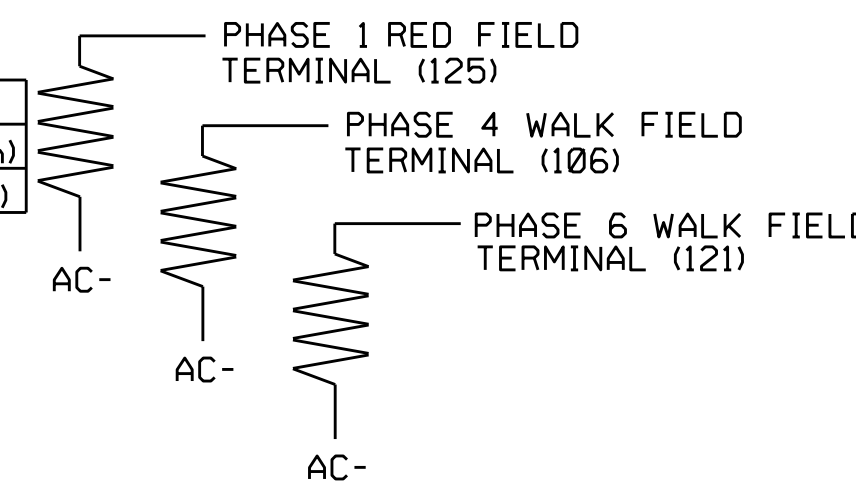 PHASE 1 RED FIELD
TERMINAL (125)
PHASE 4 WALK FIELD
TERMINAL (106)
PHASE 6 WALK FIELD
TERMINAL (121)
)
)
AC-
AC-
AC-